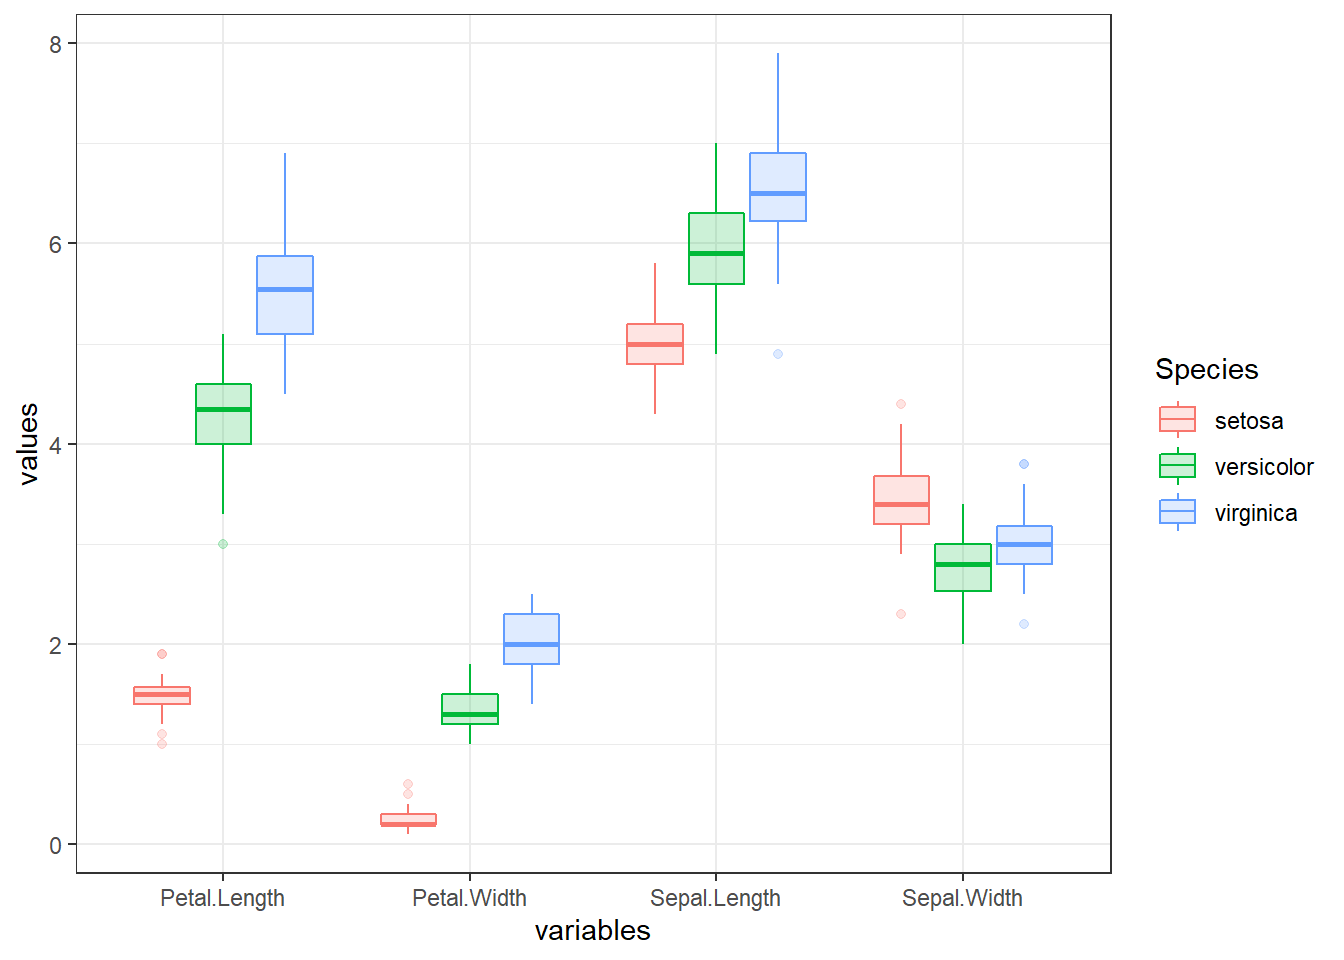 8
6
4
2
0
values
Petal.Length
Petal.Width
Sepal.Length
Sepal.Width
variables
Species
setosa
versicolor
virginica